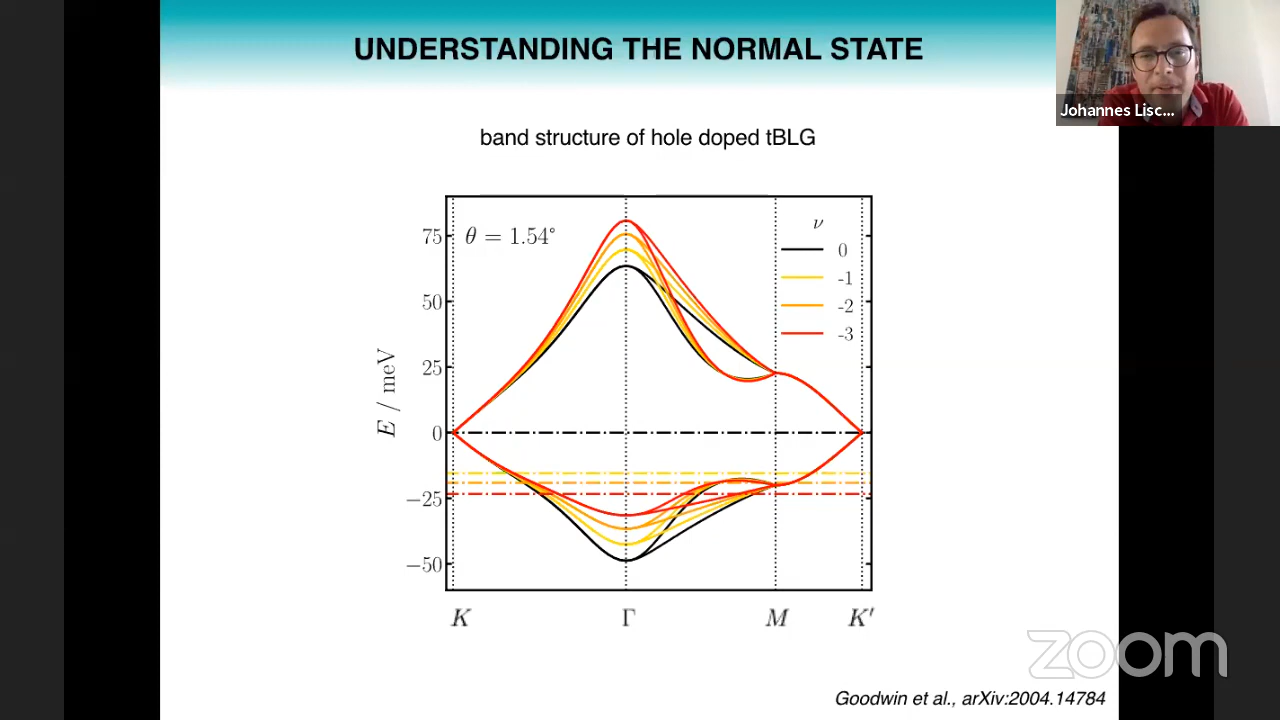 UNDERSTANDING THE NORMAL STATE
Johannes Lisc...
band structure of hole doped tBLG
θ = 1.54°
ν
0
-1
-2
-3
75
50
25
0
−25
−50
E / meV
K Γ M K′
zoom
Goodwin et al., arXiv:2004.14784